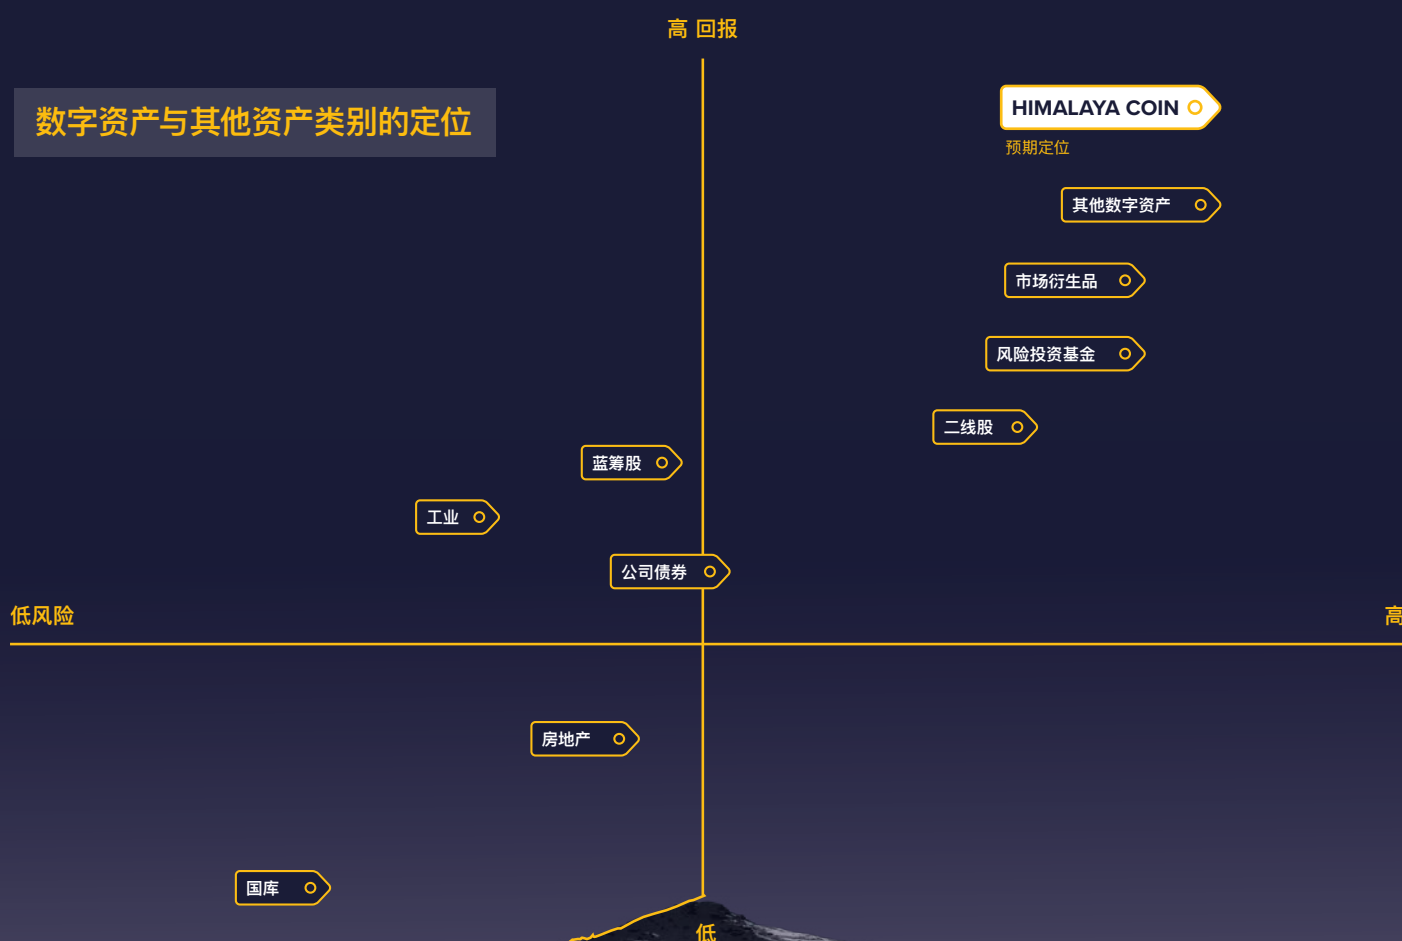 高 回报
数字资产与其他资产类别的定位
HIMALAYA COIN
预期定位
其他数字资产
市场衍生品
风险投资基金
二线股
蓝筹股
工业
公司债券
低风险
高
房地产
国库
低